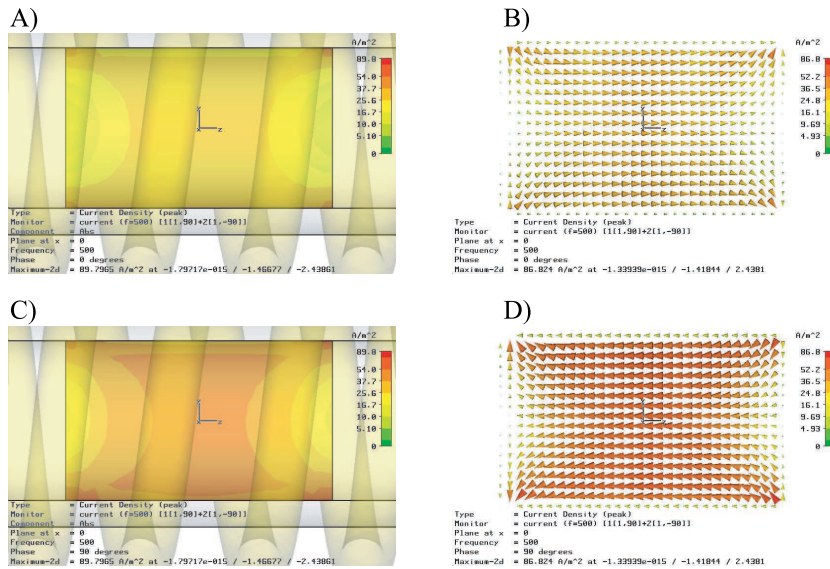 A)
A/m^2
89.8
54.0
37.7
25.6
16.7
10.0
5.10
0
Type = Current Density (peak)
Monitor = current (f=500) [1[1,90]+2[1,-90]]
Component = Abs
Plane at x = 0
Frequency = 500
Phase = 0 degrees
Maximum-2d = 89.7965 A/m^2 at -1.79717e-015 / -1.46677 / -2.43861
B)
A/m^2
86.8
52.2
36.5
24.8
16.1
9.69
4.93
0
Type = Current Density (peak)
Monitor = current (f=500) [1[1,90]+2[1,-90]]
Plane at x = 0
Frequency = 500
Phase = 0 degrees
Maximum-2d = 86.824 A/m^2 at -1.33939e-015 / -1.41844 / 2.4381
C)
A/m^2
89.8
54.0
37.7
25.6
16.7
10.0
5.10
0
Type = Current Density (peak)
Monitor = current (f=500) [1[1,90]+2[1,-90]]
Component = Abs
Plane at x = 0
Frequency = 500
Phase = 90 degrees
Maximum-2d = 89.7965 A/m^2 at -1.79717e-015 / -1.46677 / -2.43861
D)
A/m^2
86.8
52.2
36.5
24.8
16.1
9.69
4.93
0
Type = Current Density (peak)
Monitor = current (f=500) [1[1,90]+2[1,-90]]
Plane at x = 0
Frequency = 500
Phase = 90 degrees
Maximum-2d = 86.824 A/m^2 at -1.33939e-015 / -1.41844 / 2.4381